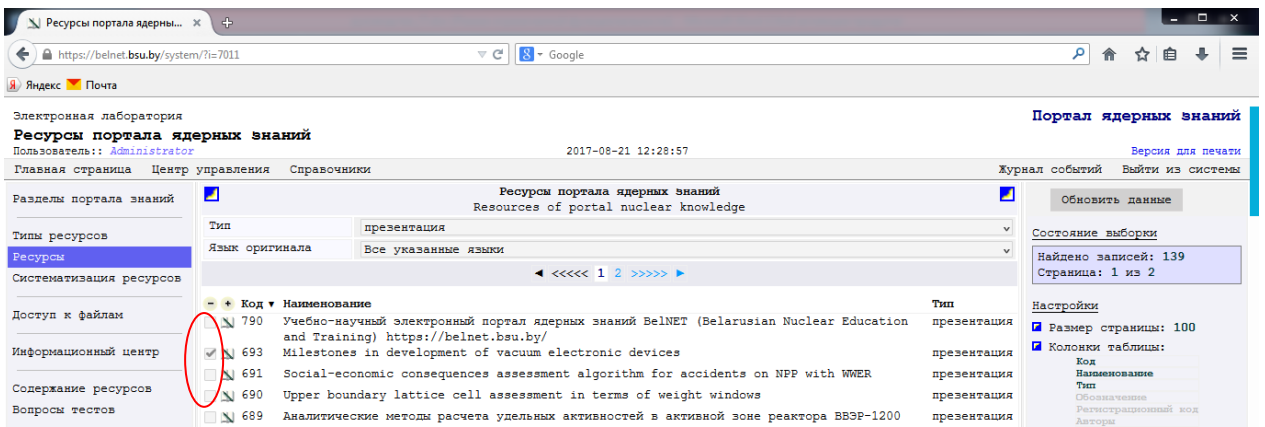 Ресурсы портала ядерны...
https://belnet.bsu.by/system/?i=7011
Google
Яндекс Почта
Электронная лаборатория
Портал ядерных знаний
Ресурсы портала ядерных знаний
Пользователь:: Administrator 2017-08-21 12:28:57 Версия для печати
Главная страница Центр управления Справочники Журнал событий Выйти из системы
Разделы портала знаний
Типы ресурсов
Ресурсы
Систематизация ресурсов
Доступ к файлам
Информационный центр
Содержание ресурсов
Вопросы тестов
Ресурсы портала ядерных знаний
Resources of portal nuclear knowledge
Тип презентация
Язык оригинала Все указанные языки
<<<<< 1 2 >>>>>
- + Код ▾ Наименование Тип
790 Учебно-научный электронный портал ядерных знаний BelNET (Belarusian Nuclear Education презентация
and Training) https://belnet.bsu.by/
693 Milestones in development of vacuum electronic devices презентация
691 Social-economic consequences assessment algorithm for accidents on NPP with WWER презентация
690 Upper boundary lattice cell assessment in terms of weight windows презентация
689 Аналитические методы расчета удельных активностей в активной зоне реактора ВВЭР-1200 презентация
Обновить данные
Состояние выборки
Найдено записей: 139
Страница: 1 из 2
Настройки
Размер страницы: 100
Колонки таблицы:
Код
Наименование
Тип
Обозначение
Регистрационный код
Авторы